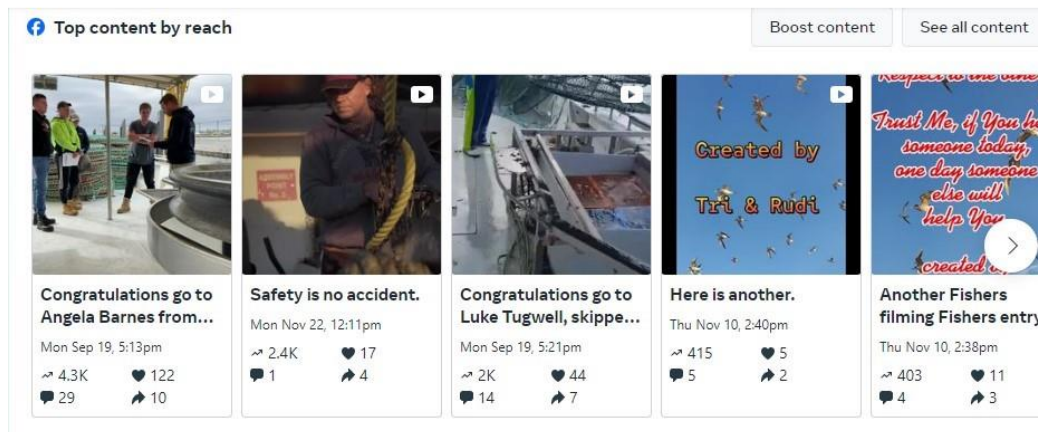 Top content by reach
Boost content
See all content
ASSEMBLY
POINT
Congratulations go to
Angela Barnes from...
Mon Sep 19, 5:13pm
4.3K 122
29 10
Safety is no accident.
Mon Nov 22, 12:11pm
2.4K 17
1 4
Congratulations go to
Luke Tugwell, skippe...
Mon Sep 19, 5:21pm
2K 44
14 7
Created by
Tri & Rudi
Here is another.
Thu Nov 10, 2:40pm
415 5
5 2
Respect to the
Trust Me, if You
someone today,
one day someone
else will
help You
created
Another Fishers
filming Fishers entry
Thu Nov 10, 2:38pm
403 11
4 3